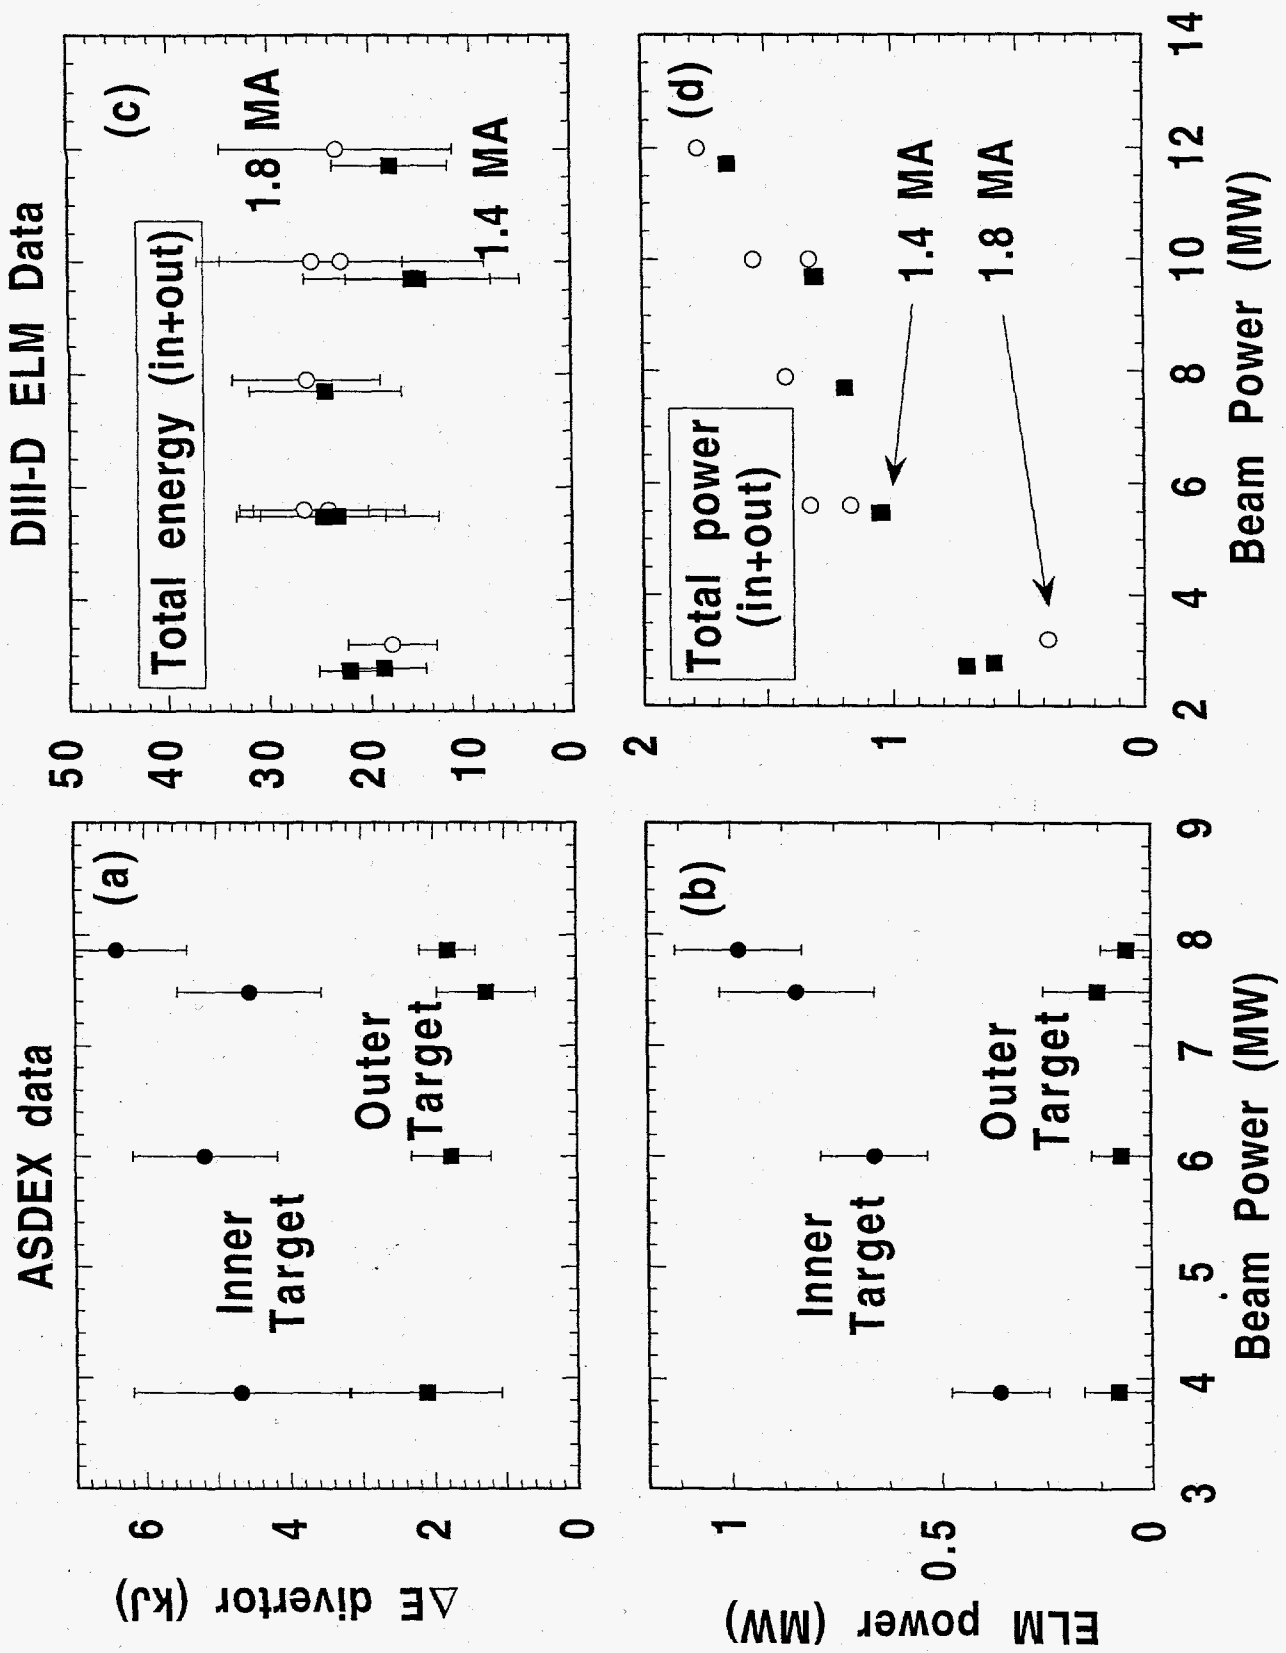 ASDEX data
DIII-D ELM Data
ΔE divertor (kJ)
6
4
2
0
(a)
Inner
Target
Outer
Target
50
40
30
20
10
0
(c)
Total energy (in+out)
1.8 MA
1.4 MA
ELM power (MW)
1
0.5
0
(b)
Inner
Target
Outer
Target
3 4 5 6 7 8 9
Beam Power (MW)
2
1
0
(d)
Total power
(in+out)
1.4 MA
1.8 MA
2 4 6 8 10 12 14
Beam Power (MW)